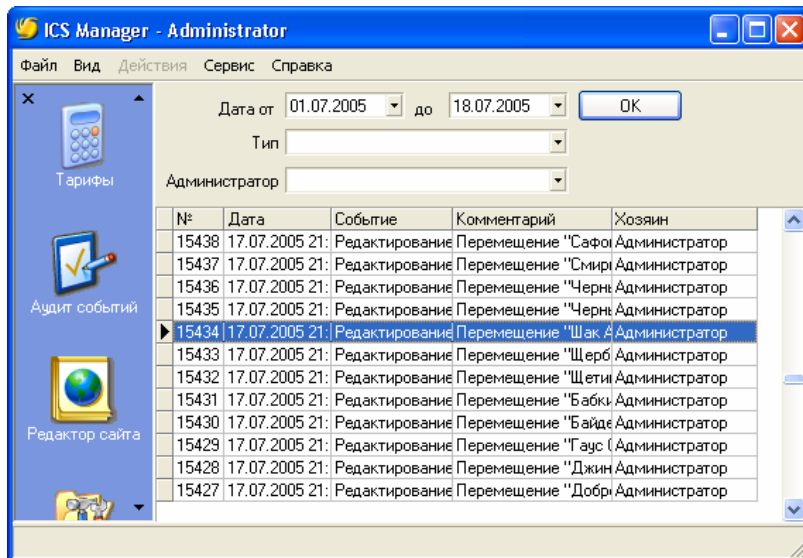 ICS Manager - Administrator
Файл Вид Действия Сервис Справка
Дата от 01.07.2005 до 18.07.2005 OK
Тип
Администратор
Тарифы
Аудит событий
Редактор сайта
№ Дата Событие Комментарий Хозяин
15438 17.07.2005 21: Редактирование Перемещение "Сафо Администратор
15437 17.07.2005 21: Редактирование Перемещение "Смир Администратор
15436 17.07.2005 21: Редактирование Перемещение "Черн Администратор
15435 17.07.2005 21: Редактирование Перемещение "Черн Администратор
15434 17.07.2005 21: Редактирование Перемещение "Шак А Администратор
15433 17.07.2005 21: Редактирование Перемещение "Щерб Администратор
15432 17.07.2005 21: Редактирование Перемещение "Щети Администратор
15431 17.07.2005 21: Редактирование Перемещение "Бабки Администратор
15430 17.07.2005 21: Редактирование Перемещение "Байде Администратор
15429 17.07.2005 21: Редактирование Перемещение "Гаус ( Администратор
15428 17.07.2005 21: Редактирование Перемещение "Джин Администратор
15427 17.07.2005 21: Редактирование Перемещение "Добр Администратор